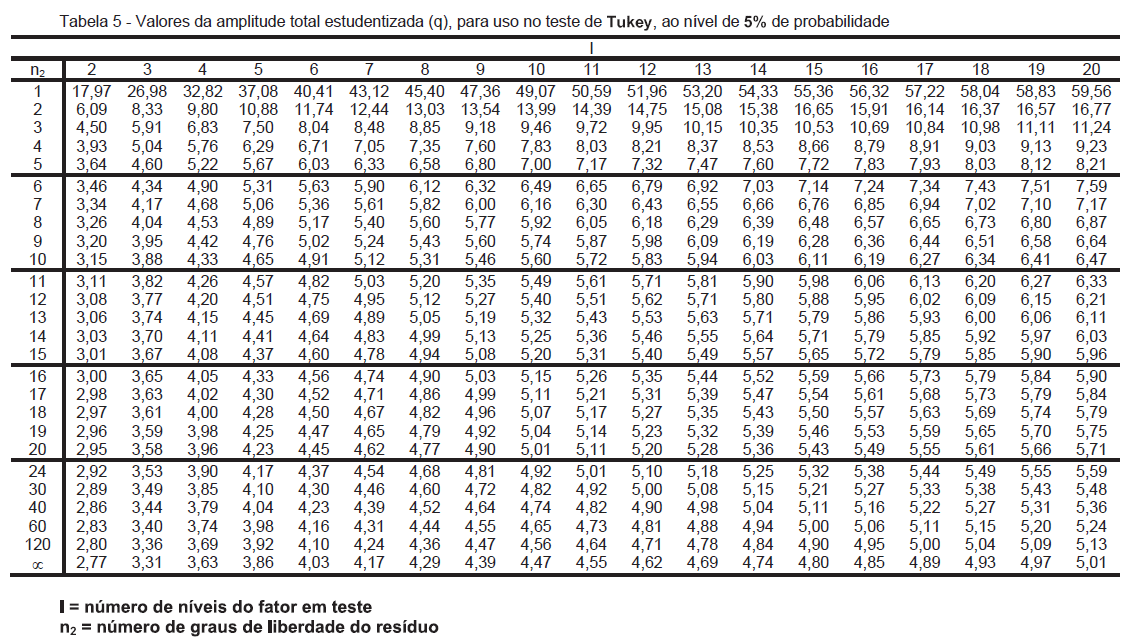 Tabela 5 - Valores da amplitude total estudentizada (q), para uso no teste de Tukey, ao nível de 5% de probabilidade
I
n₂ 2 3 4 5 6 7 8 9 10 11 12 13 14 15 16 17 18 19 20
1 17,97 26,98 32,82 37,08 40,41 43,12 45,40 47,36 49,07 50,59 51,96 53,20 54,33 55,36 56,32 57,22 58,04 58,83 59,56
2 6,09 8,33 9,80 10,88 11,74 12,44 13,03 13,54 13,99 14,39 14,75 15,08 15,38 16,65 15,91 16,14 16,37 16,57 16,77
3 4,50 5,91 6,83 7,50 8,04 8,48 8,85 9,18 9,46 9,72 9,95 10,15 10,35 10,53 10,69 10,84 10,98 11,11 11,24
4 3,93 5,04 5,76 6,29 6,71 7,05 7,35 7,60 7,83 8,03 8,21 8,37 8,53 8,66 8,79 8,91 9,03 9,13 9,23
5 3,64 4,60 5,22 5,67 6,03 6,33 6,58 6,80 7,00 7,17 7,32 7,47 7,60 7,72 7,83 7,93 8,03 8,12 8,21
6 3,46 4,34 4,90 5,31 5,63 5,90 6,12 6,32 6,49 6,65 6,79 6,92 7,03 7,14 7,24 7,34 7,43 7,51 7,59
7 3,34 4,17 4,68 5,06 5,36 5,61 5,82 6,00 6,16 6,30 6,43 6,55 6,66 6,76 6,85 6,94 7,02 7,10 7,17
8 3,26 4,04 4,53 4,89 5,17 5,40 5,60 5,77 5,92 6,05 6,18 6,29 6,39 6,48 6,57 6,65 6,73 6,80 6,87
9 3,20 3,95 4,42 4,76 5,02 5,24 5,43 5,60 5,74 5,87 5,98 6,09 6,19 6,28 6,36 6,44 6,51 6,58 6,64
10 3,15 3,88 4,33 4,65 4,91 5,12 5,31 5,46 5,60 5,72 5,83 5,94 6,03 6,11 6,19 6,27 6,34 6,41 6,47
11 3,11 3,82 4,26 4,57 4,82 5,03 5,20 5,35 5,49 5,61 5,71 5,81 5,90 5,98 6,06 6,13 6,20 6,27 6,33
12 3,08 3,77 4,20 4,51 4,75 4,95 5,12 5,27 5,40 5,51 5,62 5,71 5,80 5,88 5,95 6,02 6,09 6,15 6,21
13 3,06 3,74 4,15 4,45 4,69 4,89 5,05 5,19 5,32 5,43 5,53 5,63 5,71 5,79 5,86 5,93 6,00 6,06 6,11
14 3,03 3,70 4,11 4,41 4,64 4,83 4,99 5,13 5,25 5,36 5,46 5,55 5,64 5,71 5,79 5,85 5,92 5,97 6,03
15 3,01 3,67 4,08 4,37 4,60 4,78 4,94 5,08 5,20 5,31 5,40 5,49 5,57 5,65 5,72 5,79 5,85 5,90 5,96
16 3,00 3,65 4,05 4,33 4,56 4,74 4,90 5,03 5,15 5,26 5,35 5,44 5,52 5,59 5,66 5,73 5,79 5,84 5,90
17 2,98 3,63 4,02 4,30 4,52 4,71 4,86 4,99 5,11 5,21 5,31 5,39 5,47 5,54 5,61 5,68 5,73 5,79 5,84
18 2,97 3,61 4,00 4,28 4,50 4,67 4,82 4,96 5,07 5,17 5,27 5,35 5,43 5,50 5,57 5,63 5,69 5,74 5,79
19 2,96 3,59 3,98 4,25 4,47 4,65 4,79 4,92 5,04 5,14 5,23 5,32 5,39 5,46 5,53 5,59 5,65 5,70 5,75
20 2,95 3,58 3,96 4,23 4,45 4,62 4,77 4,90 5,01 5,11 5,20 5,28 5,36 5,43 5,49 5,55 5,61 5,66 5,71
24 2,92 3,53 3,90 4,17 4,37 4,54 4,68 4,81 4,92 5,01 5,10 5,18 5,25 5,32 5,38 5,44 5,49 5,55 5,59
30 2,89 3,49 3,85 4,10 4,30 4,46 4,60 4,72 4,82 4,92 5,00 5,08 5,15 5,21 5,27 5,33 5,38 5,43 5,48
40 2,86 3,44 3,79 4,04 4,23 4,39 4,52 4,64 4,74 4,82 4,90 4,98 5,04 5,11 5,16 5,22 5,27 5,31 5,36
60 2,83 3,40 3,74 3,98 4,16 4,31 4,44 4,55 4,65 4,73 4,81 4,88 4,94 5,00 5,06 5,11 5,15 5,20 5,24
120 2,80 3,36 3,69 3,92 4,10 4,24 4,36 4,47 4,56 4,64 4,71 4,78 4,84 4,90 4,95 5,00 5,04 5,09 5,13
∝ 2,77 3,31 3,63 3,86 4,03 4,17 4,29 4,39 4,47 4,55 4,62 4,69 4,74 4,80 4,85 4,89 4,93 4,97 5,01
I = número de níveis do fator em teste
n₂ = número de graus de liberdade do resíduo